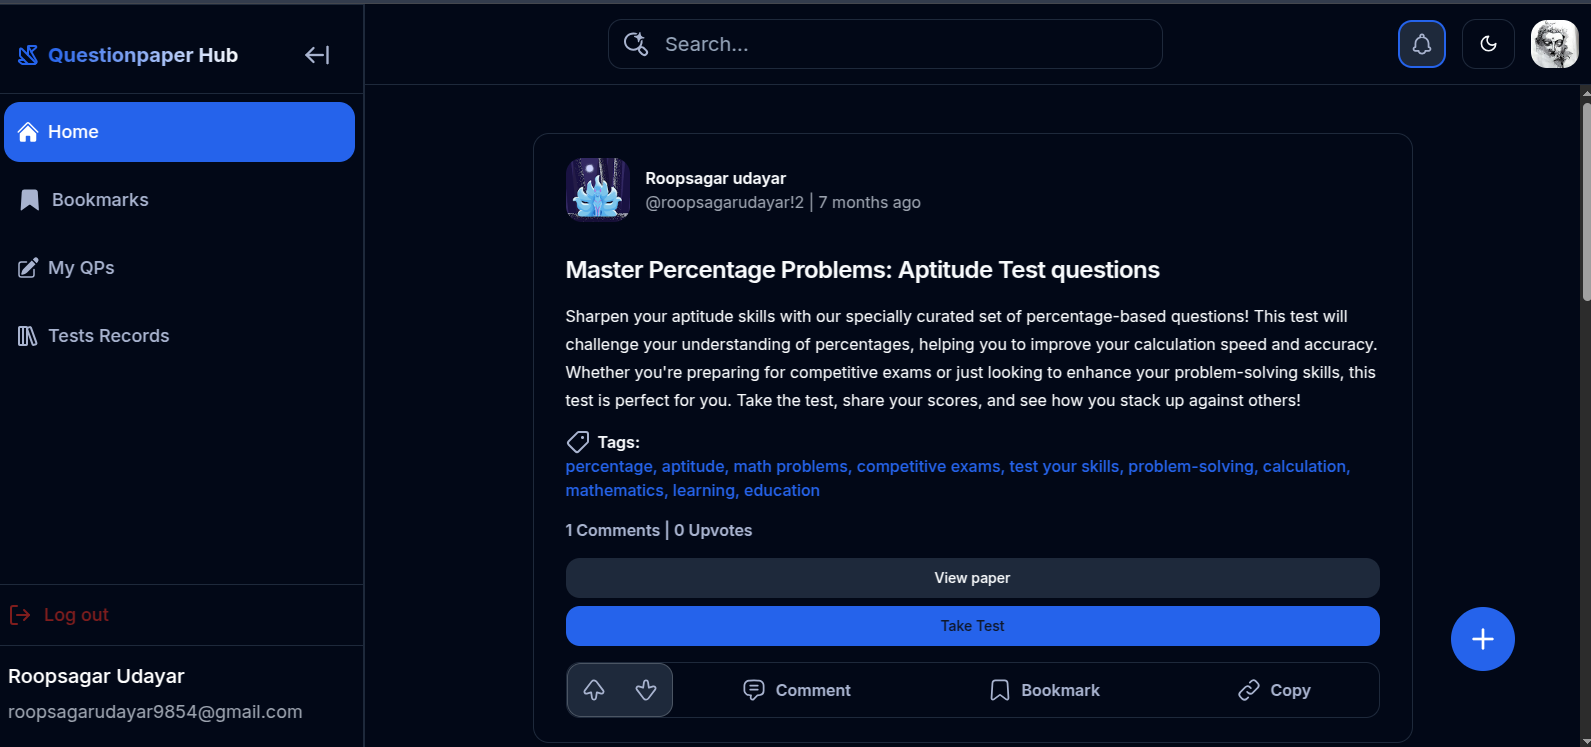 Questionpaper Hub
Search...
Home
Bookmarks
My QPs
Tests Records
Log out
Roopsagar Udayar
roopsagarudayar9854@gmail.com
Roopsagar udayar
@roopsagarudayar!2 | 7 months ago
Master Percentage Problems: Aptitude Test questions
Sharpen your aptitude skills with our specially curated set of percentage-based questions! This test will
challenge your understanding of percentages, helping you to improve your calculation speed and accuracy.
Whether you're preparing for competitive exams or just looking to enhance your problem-solving skills, this
test is perfect for you. Take the test, share your scores, and see how you stack up against others!
Tags:
percentage, aptitude, math problems, competitive exams, test your skills, problem-solving, calculation,
mathematics, learning, education
1 Comments | 0 Upvotes
View paper
Take Test
Comment
Bookmark
Copy